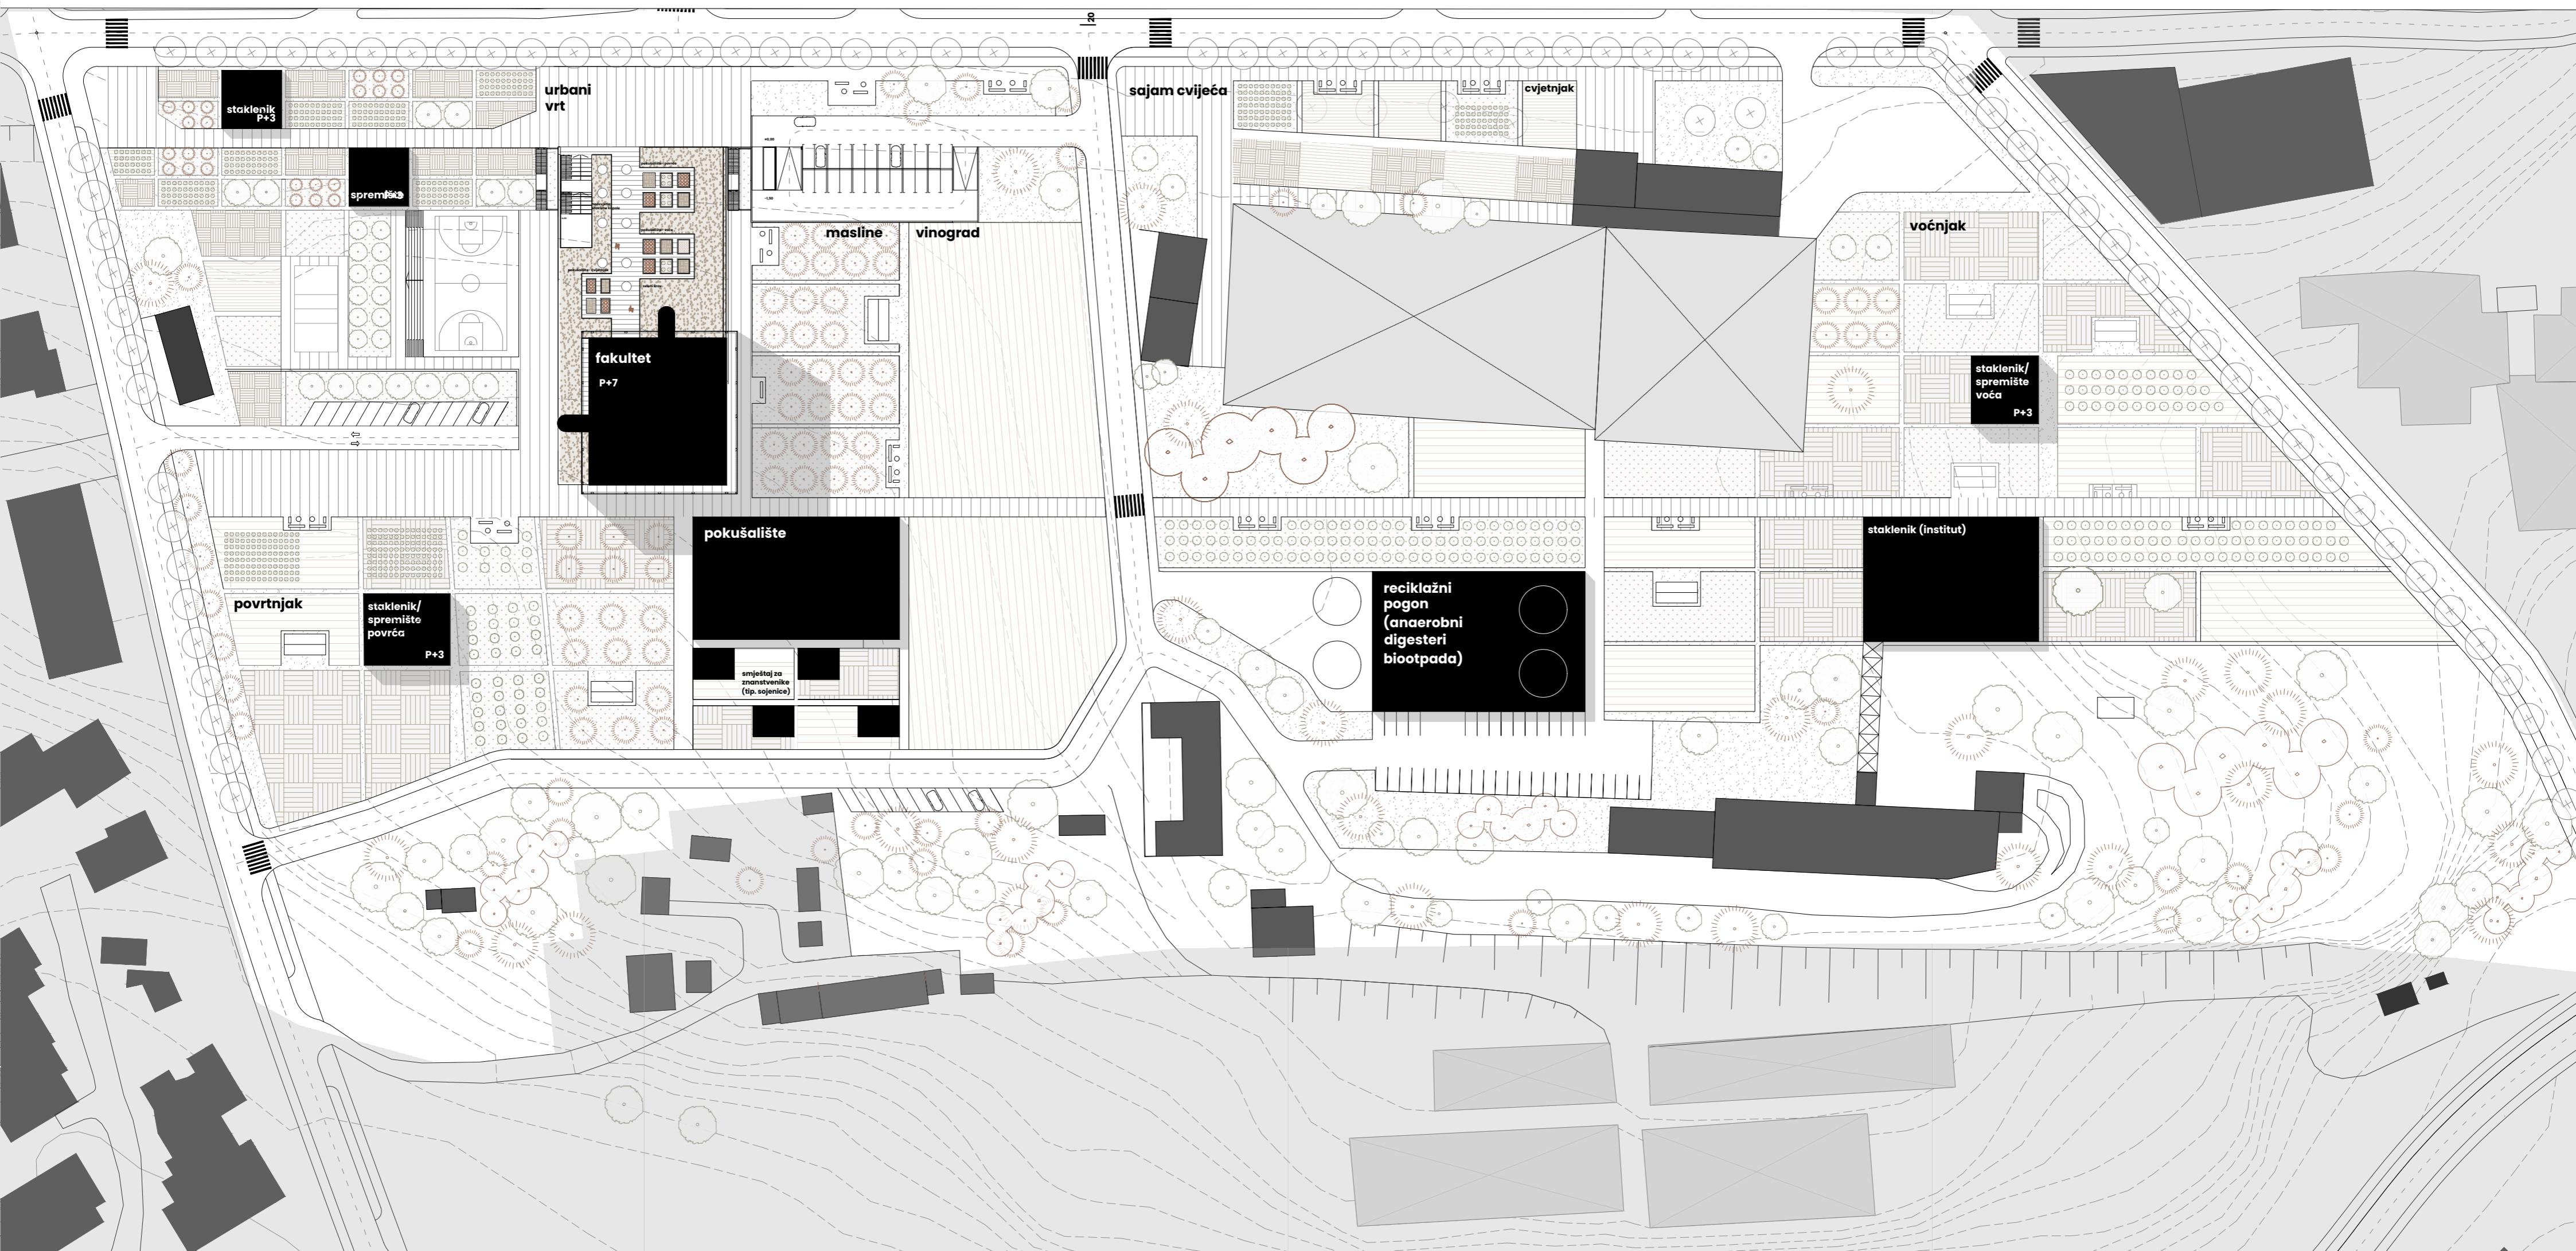 20
urbani
vrt
staklenik
P+3
sajam cvijeća
cvjetnjak
masline
vinograd
voćnjak
fakultet
P+7
staklenik/
spremište
voća
P+3
pokušalište
staklenik (institut)
povrtnjak
staklenik/
spremište
povrća
P+3
reciklažni
pogon
(anaerobni
digesteri
biootpada)
smještaj za
znanstvenike
(tip. sojenice)